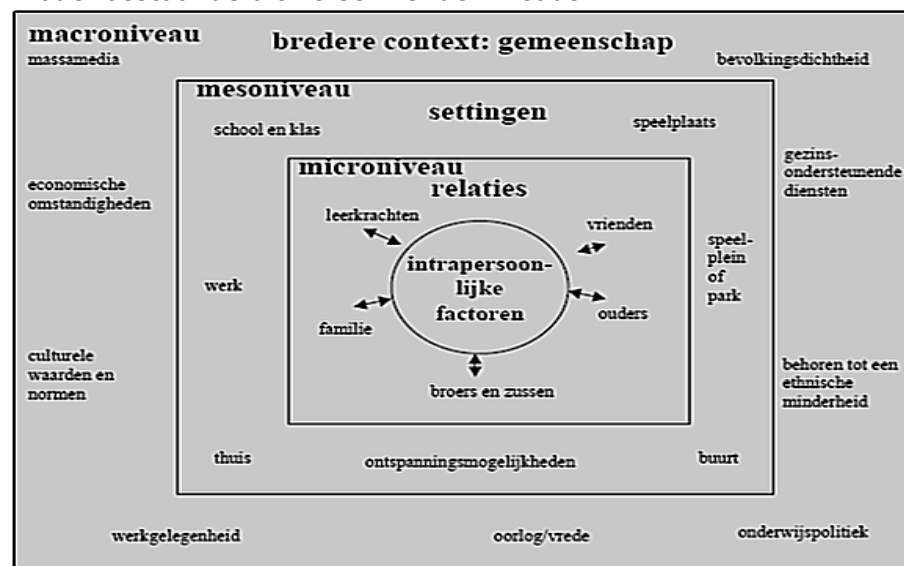 macroniveau
bredere context: gemeenschap
massamedia
bevolkingsdichtheid
mesoniveau
settingen
school en klas
speelplaats
gezins-
ondersteunende
diensten
microniveau
relaties
economische
omstandigheden
leerkrachten
vrienden
intrapersoon-
lijke
factoren
speel-
plein
of
park
werk
familie
ouders
culturele
waarden en
normen
broers en zussen
behoren tot een
ethnische
minderheid
thuis
ontspanningsmogelijkheden
buurt
werkgelegenheid
oorlog/vrede
onderwijspolitiek